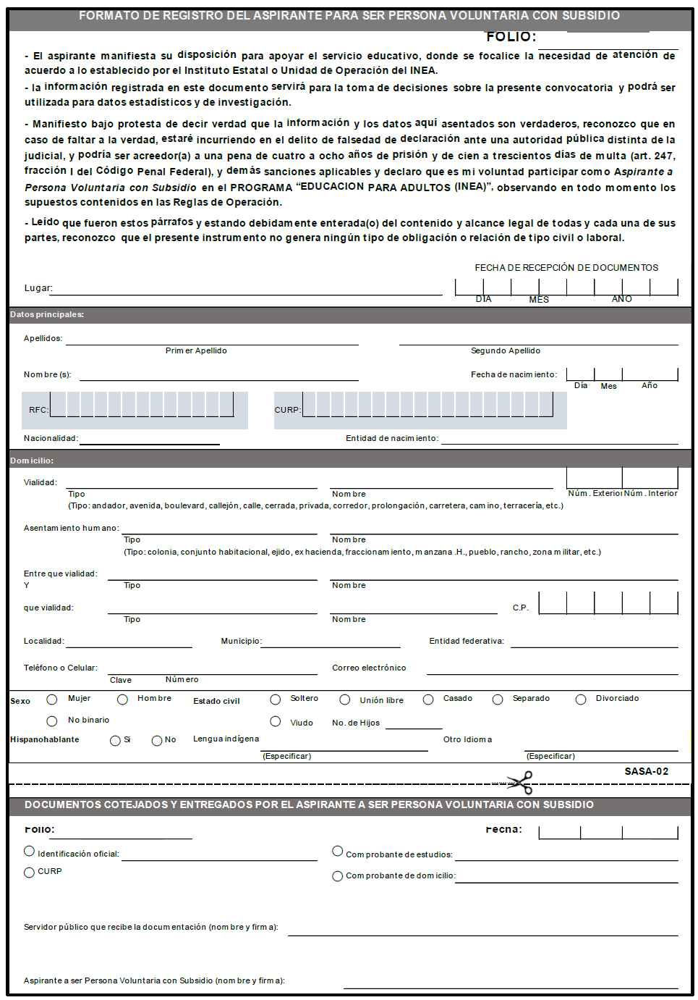 FORMATO DE REGISTRO DEL ASPIRANTE PARA SER PERSONA VOLUNTARIA CON SUBSIDIO
FOLIO:
- El aspirante manifiesta su disposición para apoyar el servicio educativo, donde se focalice la necesidad de atención de
acuerdo a lo establecido por el Instituto Estatal o Unidad de Operación del INEA.
- la información registrada en este documento servirá para la toma de decisiones sobre la presente convocatoria y podrá ser
utilizada para datos estadísticos y de investigación.
- Manifiesto bajo protesta de decir verdad que la información y los datos aquí asentados son verdaderos, reconozco que en
caso de faltar a la verdad, estaré incurriendo en el delito de falsedad de declaración ante una autoridad pública distinta de la
judicial, y podría ser acreedor(a) a una pena de cuatro a ocho años de prisión y de cien a trescientos días de multa (art. 247,
fracción I del Código Penal Federal), y demás sanciones aplicables y declaro que es mi voluntad participar como Aspirante a
Persona Voluntaria con Subsidio en el PROGRAMA “EDUCACION PARA ADULTOS (INEA)”, observando en todo momento los
supuestos contenidos en las Reglas de Operación.
- Leído que fueron estos párrafos y estando debidamente enterada(o) del contenido y alcance legal de todas y cada una de sus
partes, reconozco que el presente instrumento no genera ningún tipo de obligación o relación de tipo civil o laboral.
FECHA DE RECEPCIÓN DE DOCUMENTOS
Lugar:
DÍA MES AÑO
Datos principales:
Apellidos:
Primer Apellido Segundo Apellido
Nombre (s): Fecha de nacimiento:
Día Mes Año
RFC: CURP:
Nacionalidad: Entidad de nacimiento:
Domicilio:
Vialidad:
Tipo Nombre Núm. Exterior Núm. Interior
(Tipo: andador, avenida, boulevard, callejón, calle, cerrada, privada, corredor, prolongación, carretera, camino, terracería, etc.)
Asentamiento humano:
Tipo Nombre
(Tipo: colonia, conjunto habitacional, ejido, ex hacienda, fraccionamiento, manzana .H., pueblo, rancho, zona militar, etc.)
Entre que vialidad:
Y Tipo Nombre
que vialidad: C.P.
Tipo Nombre
Localidad: Municipio: Entidad federativa:
Teléfono o Celular: Correo electrónico
Clave Número
Sexo Mujer Hombre Estado civil Soltero Unión libre Casado Separado Divorciado
No binario Viudo No. de Hijos
Hispanohablante Si No Lengua indígena Otro Idioma
(Especificar) (Especificar)
SASA-02
DOCUMENTOS COTEJADOS Y ENTREGADOS POR EL ASPIRANTE A SER PERSONA VOLUNTARIA CON SUBSIDIO
Folio: Fecha:
Identificación oficial: Comprobante de estudios:
CURP Comprobante de domicilio:
Servidor público que recibe la documentación (nombre y firma):
Aspirante a ser Persona Voluntaria con Subsidio (nombre y firma):